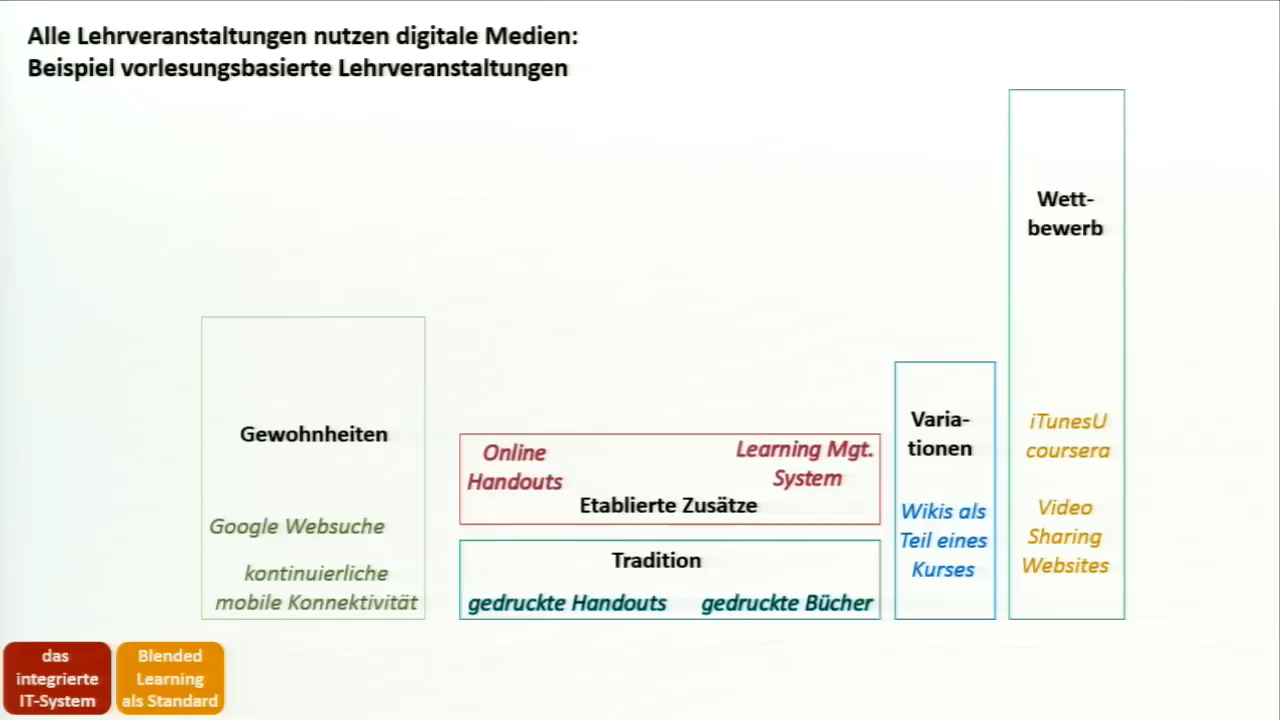 Alle Lehrveranstaltungen nutzen digitale Medien:
Beispiel vorlesungsbasierte Lehrveranstaltungen
Gewohnheiten
Google Websuche
kontinuierliche
mobile Konnektivität
Online
Handouts
Learning Mgt.
System
Etablierte Zusätze
Tradition
gedruckte Handouts
gedruckte Bücher
Varia-
tionen
Wikis als
Teil eines
Kurses
Wett-
bewerb
iTunesU
coursera
Video
Sharing
Websites
das
integrierte
IT-System
Blended
Learning
als Standard